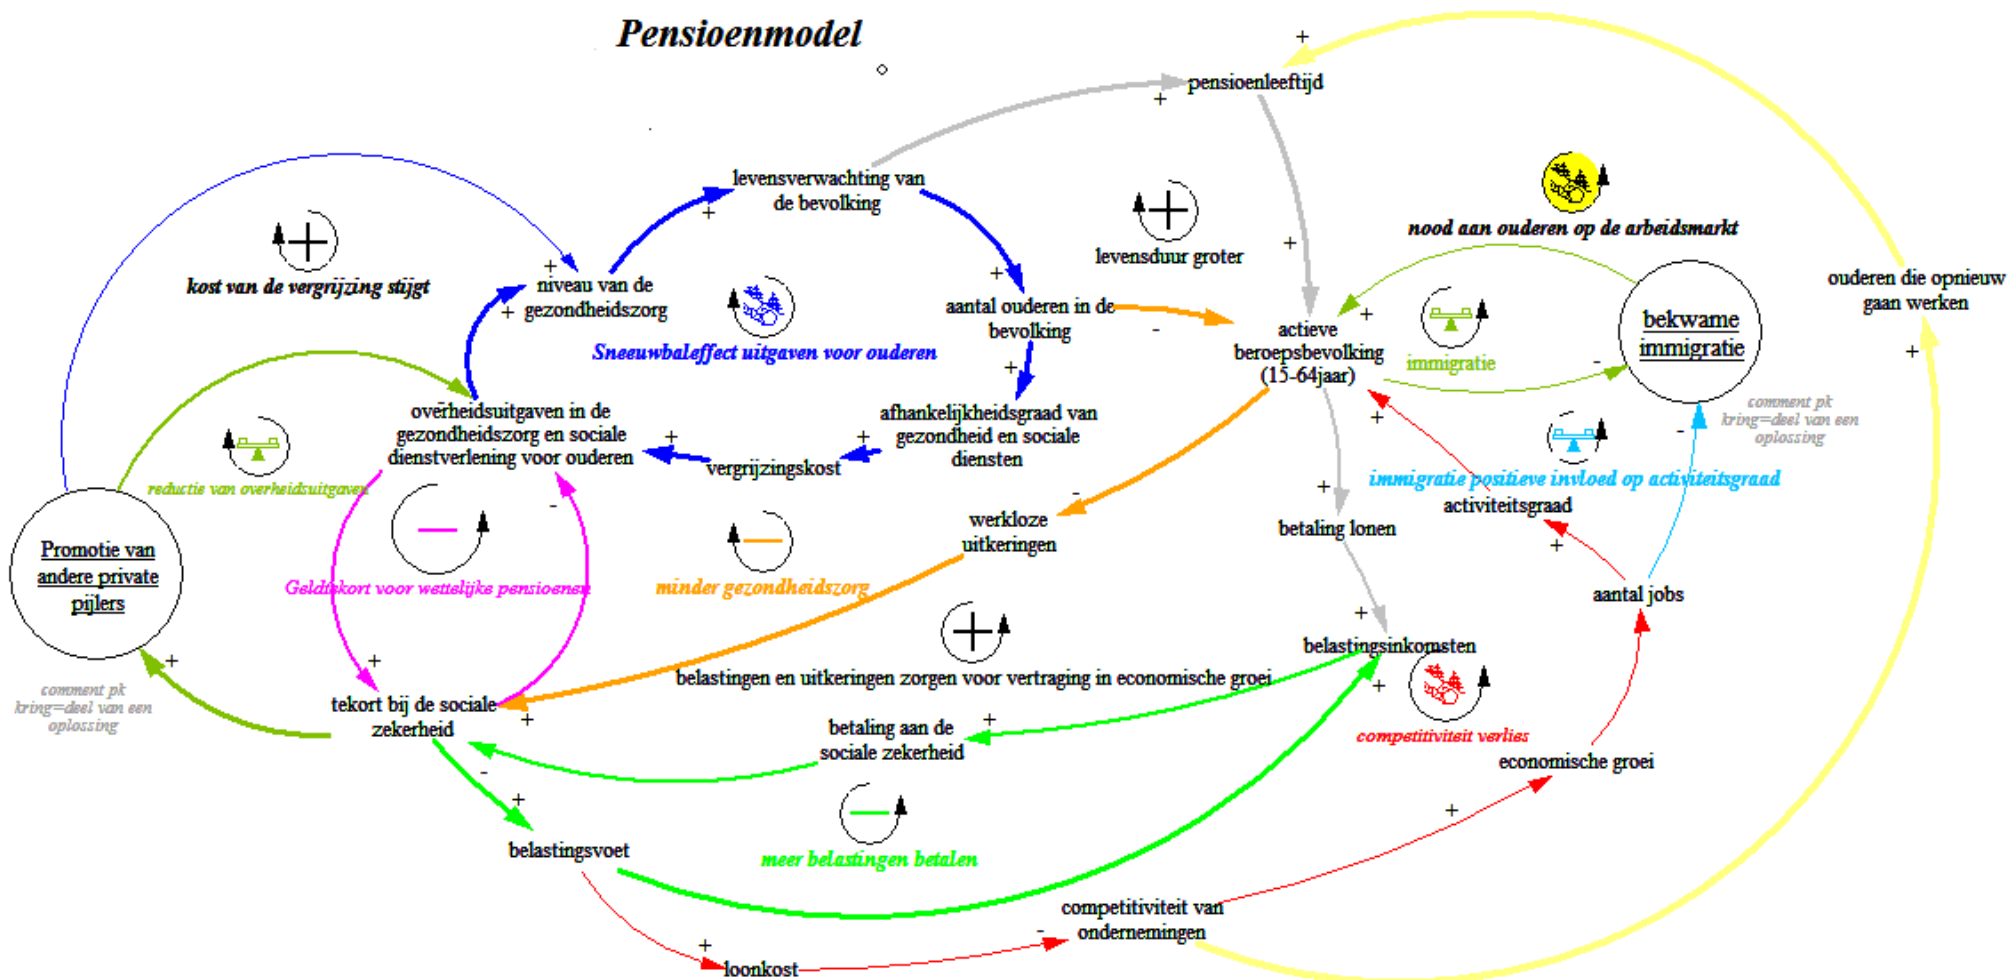 Pensioenmodel
+
pensioenleeftijd
+
levensverwachting van
de bevolking
+
+
kost van de vergrijzing stijgt
+
niveau van de
gezondheidszorg
+
Sneeuwbaleffect uitgaven voor ouderen
+
aantal ouderen in de
bevolking
+
levensduur groter
+
-
actieve
beroepsbevolking
(15-64jaar)
nood aan ouderen op de arbeidsmarkt
+
immigratie
-
bekwame
immigratie
ouderen die opnieuw
gaan werken
+
comment pk
kring=deel van een
oplossing
overheidsuitgaven in de
gezondheidszorg en sociale
dienstverlening voor ouderen
+
vergrijzingskost
+
afhankelijkheidsgraad van
gezondheid en sociale
diensten
+
reductie van overheidsuitgaven
-
immigratie positieve invloed op activiteitsgraad
-
activiteitsgraad
+
Promotie van
andere private
pijlers
-
Geldtekort voor wettelijke pensioenen
minder gezondheidszorg
werkloze
uitkeringen
-
+
betaling lonen
+
aantal jobs
+
+
comment pk
kring=deel van een
oplossing
+
tekort bij de sociale
zekerheid
+
+
belastingen en uitkeringen zorgen voor vertraging in economische groei
belastingsinkomsten
+
competitiviteit verlies
betaling aan de
sociale zekerheid
+
economische groei
-
+
belastingsvoet
-
meer belastingen betalen
+
competitiviteit van
ondernemingen
+
loonkost
-